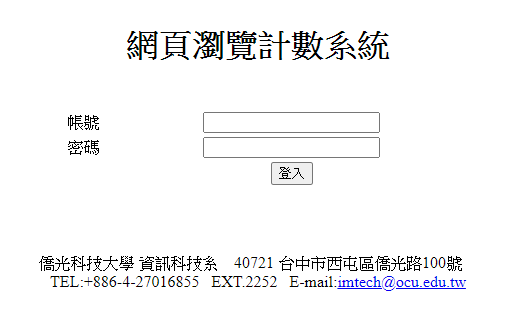 網頁瀏覽計數系統
帳號
密碼
登入
僑光科技大學 資訊科技系 40721 台中市西屯區僑光路100號
TEL:+886-4-27016855 EXT.2252 E-mail:imtech@ocu.edu.tw